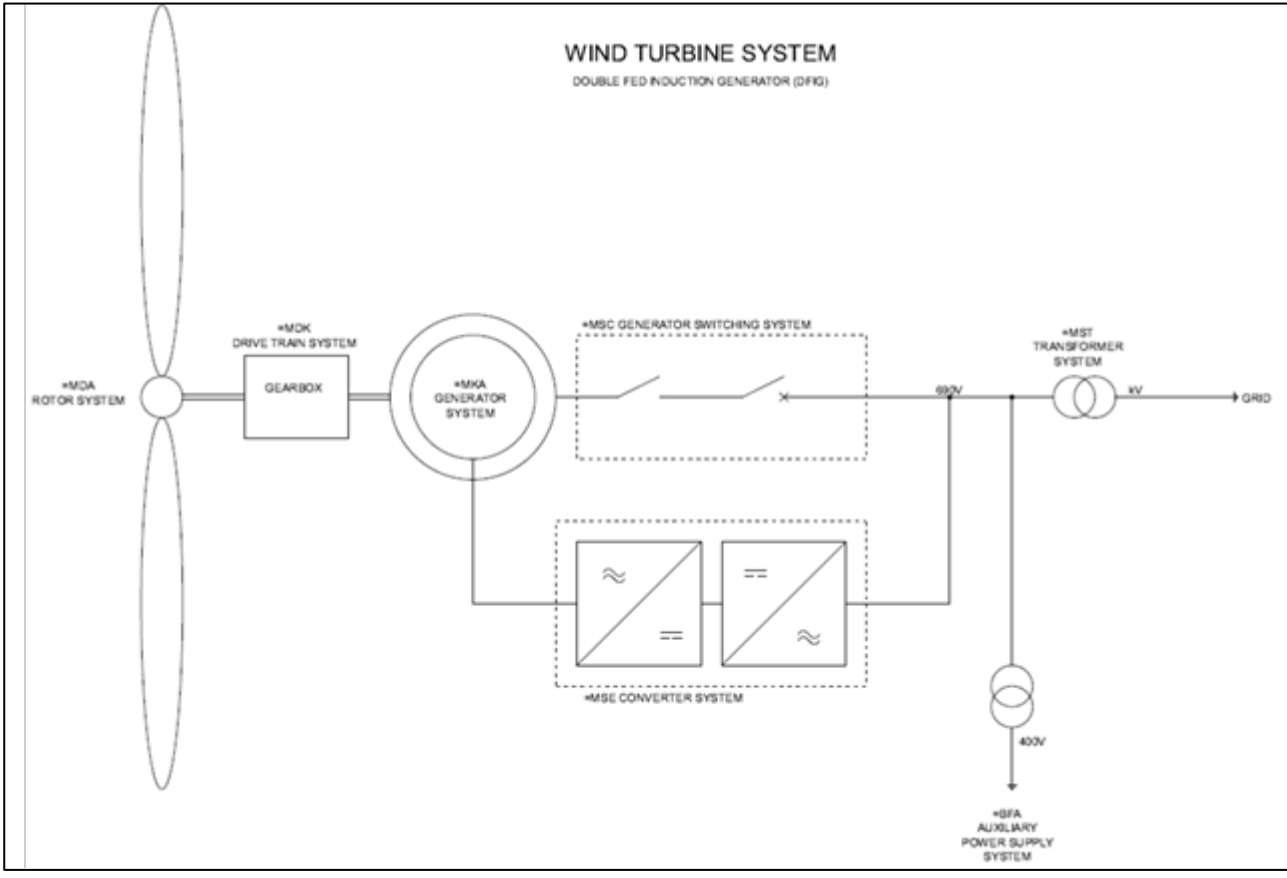 WIND TURBINE SYSTEM
DOUBLE FED INDUCTION GENERATOR (DFIG)
=MDA
ROTOR SYSTEM
=MDK
DRIVE TRAIN SYSTEM
GEARBOX
=MKA
GENERATOR
SYSTEM
=MSC GENERATOR SWITCHING SYSTEM
690V
=MST
TRANSFORMER
SYSTEM
kV
GRID
=MSE CONVERTER SYSTEM
400V
=BFA
AUXILIARY
POWER SUPPLY
SYSTEM